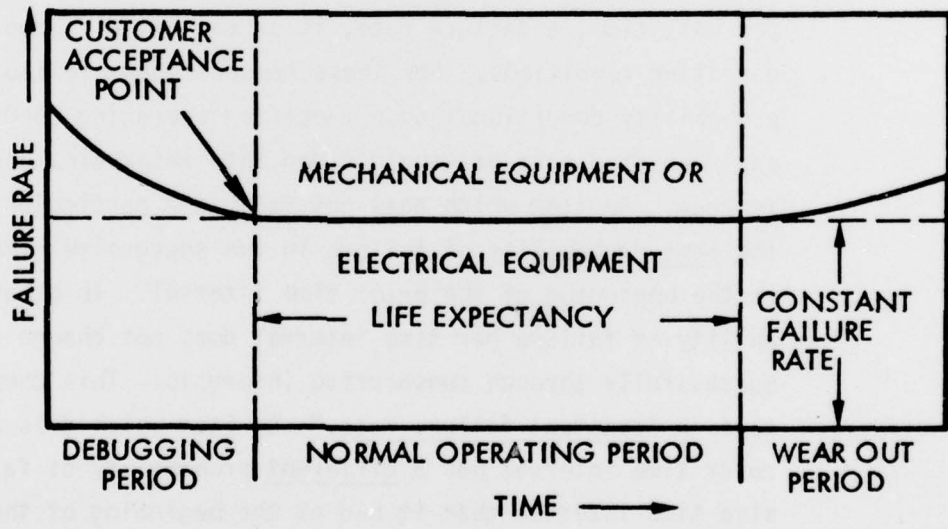 CUSTOMER
ACCEPTANCE
POINT
FAILURE RATE
MECHANICAL EQUIPMENT OR
ELECTRICAL EQUIPMENT
LIFE EXPECTANCY
CONSTANT
FAILURE
RATE
DEBUGGING
PERIOD
NORMAL OPERATING PERIOD
WEAR OUT
PERIOD
TIME